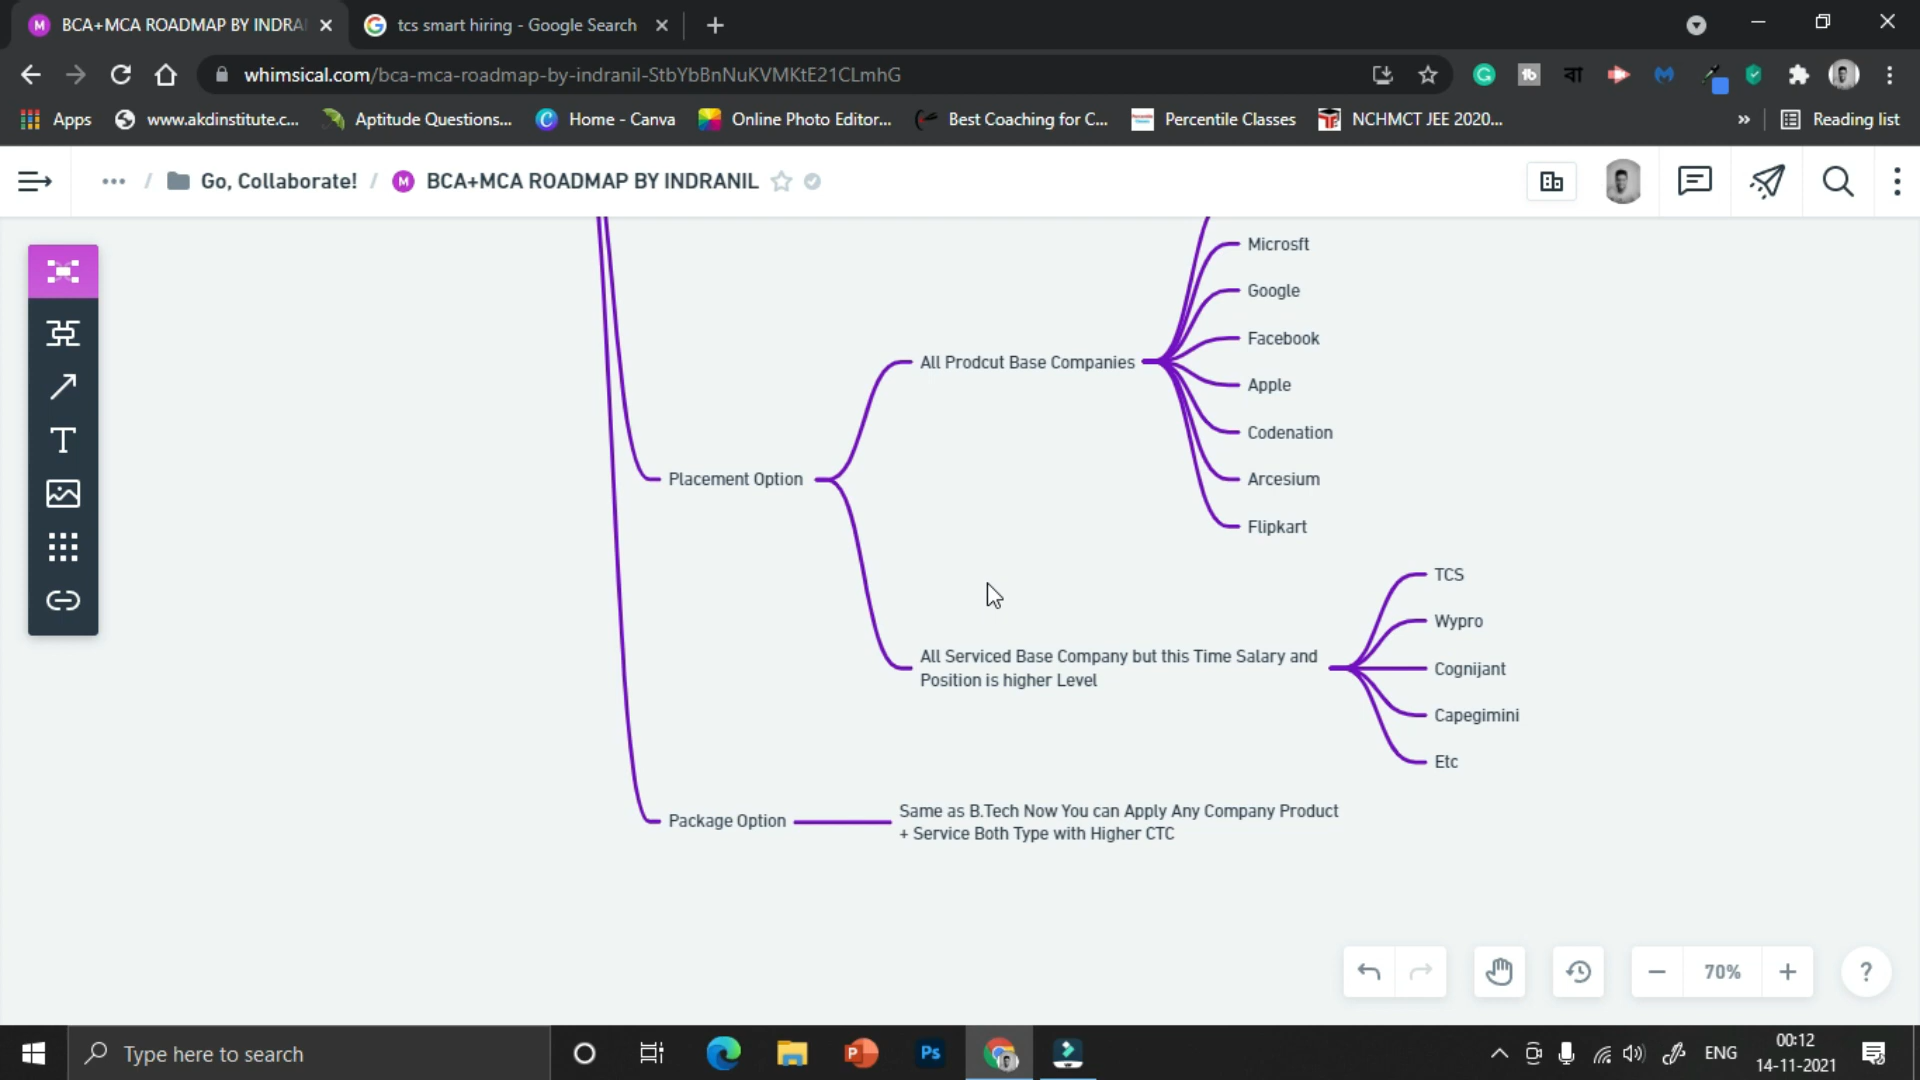 BCA+MCA ROADMAP BY INDRA
tcs smart hiring - Google Search
whimsical.com/bca-mca-roadmap-by-indranil-StbYbBnNuKVMKtE21CLmhG
Apps
www.akdinstitute.c...
Aptitude Questions...
Home - Canva
Online Photo Editor...
Best Coaching for C...
Percentile Classes
NCHMCT JEE 2020...
Reading list
Go, Collaborate! / M BCA+MCA ROADMAP BY INDRANIL
Microsft
Google
Facebook
All Prodcut Base Companies
Apple
Codenation
Placement Option
Arcesium
Flipkart
TCS
Wypro
All Serviced Base Company but this Time Salary and
Position is higher Level
Cognijant
Capegimini
Etc
Package Option
Same as B.Tech Now You can Apply Any Company Product
+ Service Both Type with Higher CTC
70%
?
Type here to search
ENG
00:12
14-11-2021